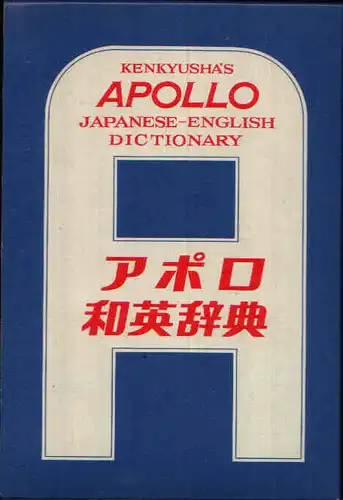 KENKYUSHA'S
APOLLO
JAPANESE-ENGLISH
DICTIONARY
アポロ
和英辞典